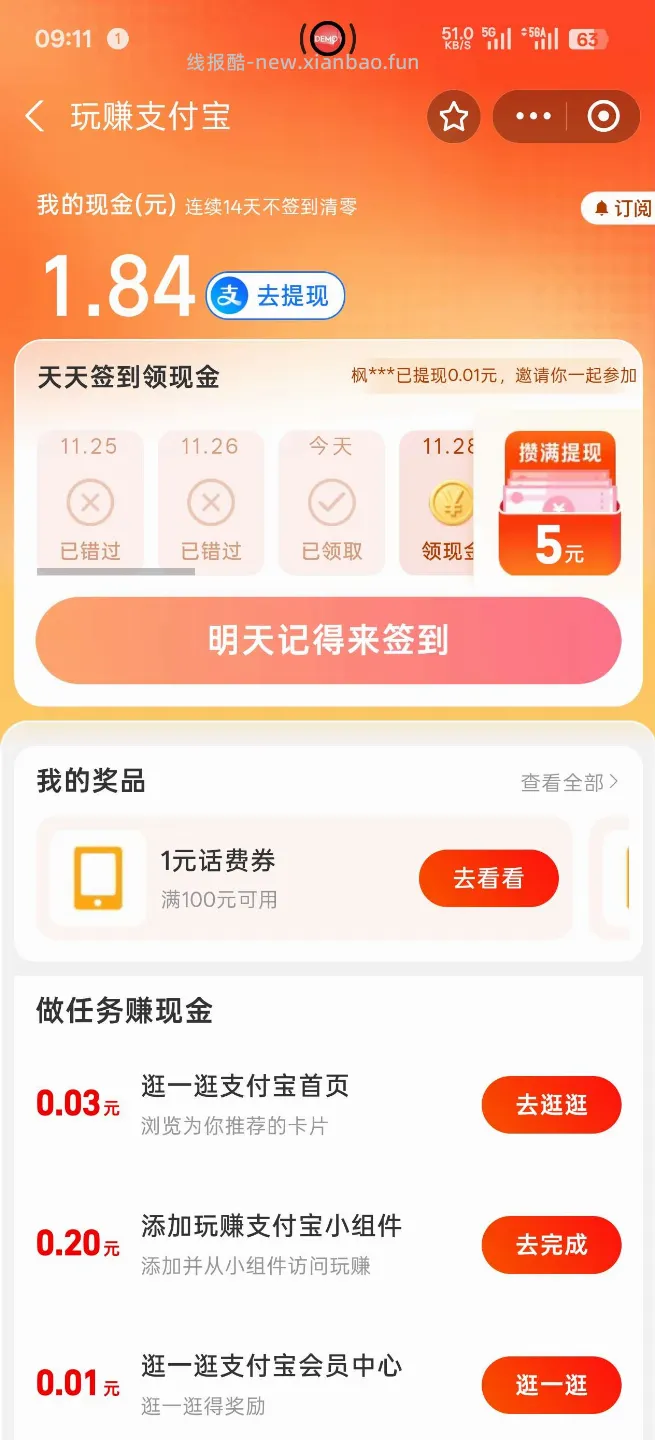 09:11 1 DEMO 51.0 KB/S 5G 5GA 63
线报酷-new.xianbao.fun
玩赚支付宝
我的现金(元) 连续14天不签到清零 订阅
1.84 支 去提现
天天签到领现金 枫***已提现0.01元，邀请你一起参加
11.25 11.26 今天 11.28 攒满提现
已错过 已错过 已领取 领现金 5元
明天记得来签到
我的奖品 查看全部
1元话费券
满100元可用
去看看
做任务赚现金
0.03元 逛一逛支付宝首页 去逛逛
浏览为你推荐的卡片
0.20元 添加玩赚支付宝小组件 去完成
添加并从小组件访问玩赚
0.01元 逛一逛支付宝会员中心 逛一逛
逛一逛得奖励